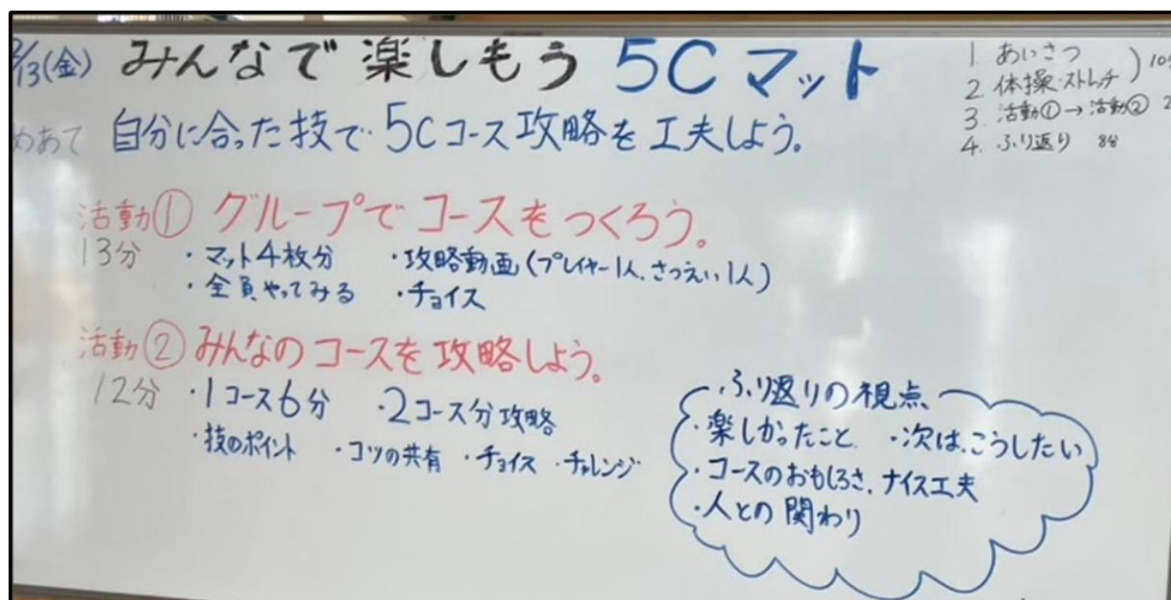 /13(金) みんなで楽しもう 5Cマット
めあて 自分に合った技で 5Cコース攻略を工夫しよう。
1. あいさつ
2. 体操・ストレッチ
3. 活動①→活動②
4. ふり返り 8分
活動① グループでコースをつくろう。
13分 ・マット4枚分 ・攻略動画(プレイヤー1人、さつえい1人)
・全員やってみる ・チョイス
活動② みんなのコースを攻略しよう。
12分 ・1コース6分 ・2コース分攻略
・技のポイント ・コツの共有 ・チョイス ・チャレンジ
ふり返りの視点
・楽しかったこと ・次は、こうしたい
・コースのおもしろさ、ナイス工夫
・人との関わり